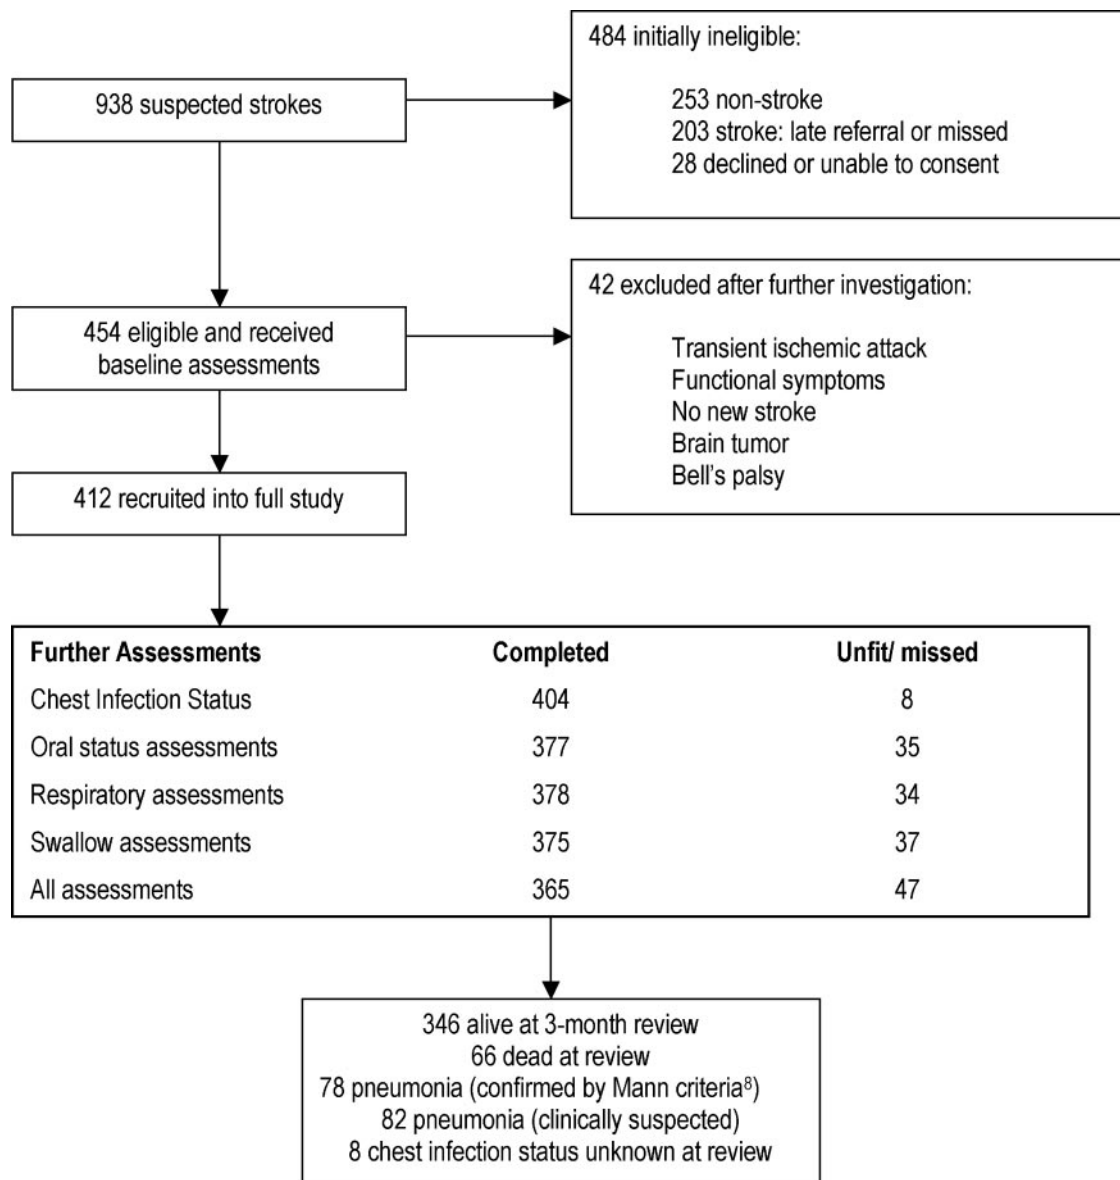 938 suspected strokes
484 initially ineligible:
253 non-stroke
203 stroke: late referral or missed
28 declined or unable to consent
454 eligible and received
baseline assessments
42 excluded after further investigation:
Transient ischemic attack
Functional symptoms
No new stroke
Brain tumor
Bell's palsy
412 recruited into full study
Further Assessments Completed Unfit/ missed
Chest Infection Status 404 8
Oral status assessments 377 35
Respiratory assessments 378 34
Swallow assessments 375 37
All assessments 365 47
346 alive at 3-month review
66 dead at review
78 pneumonia (confirmed by Mann criteria⁸)
82 pneumonia (clinically suspected)
8 chest infection status unknown at review